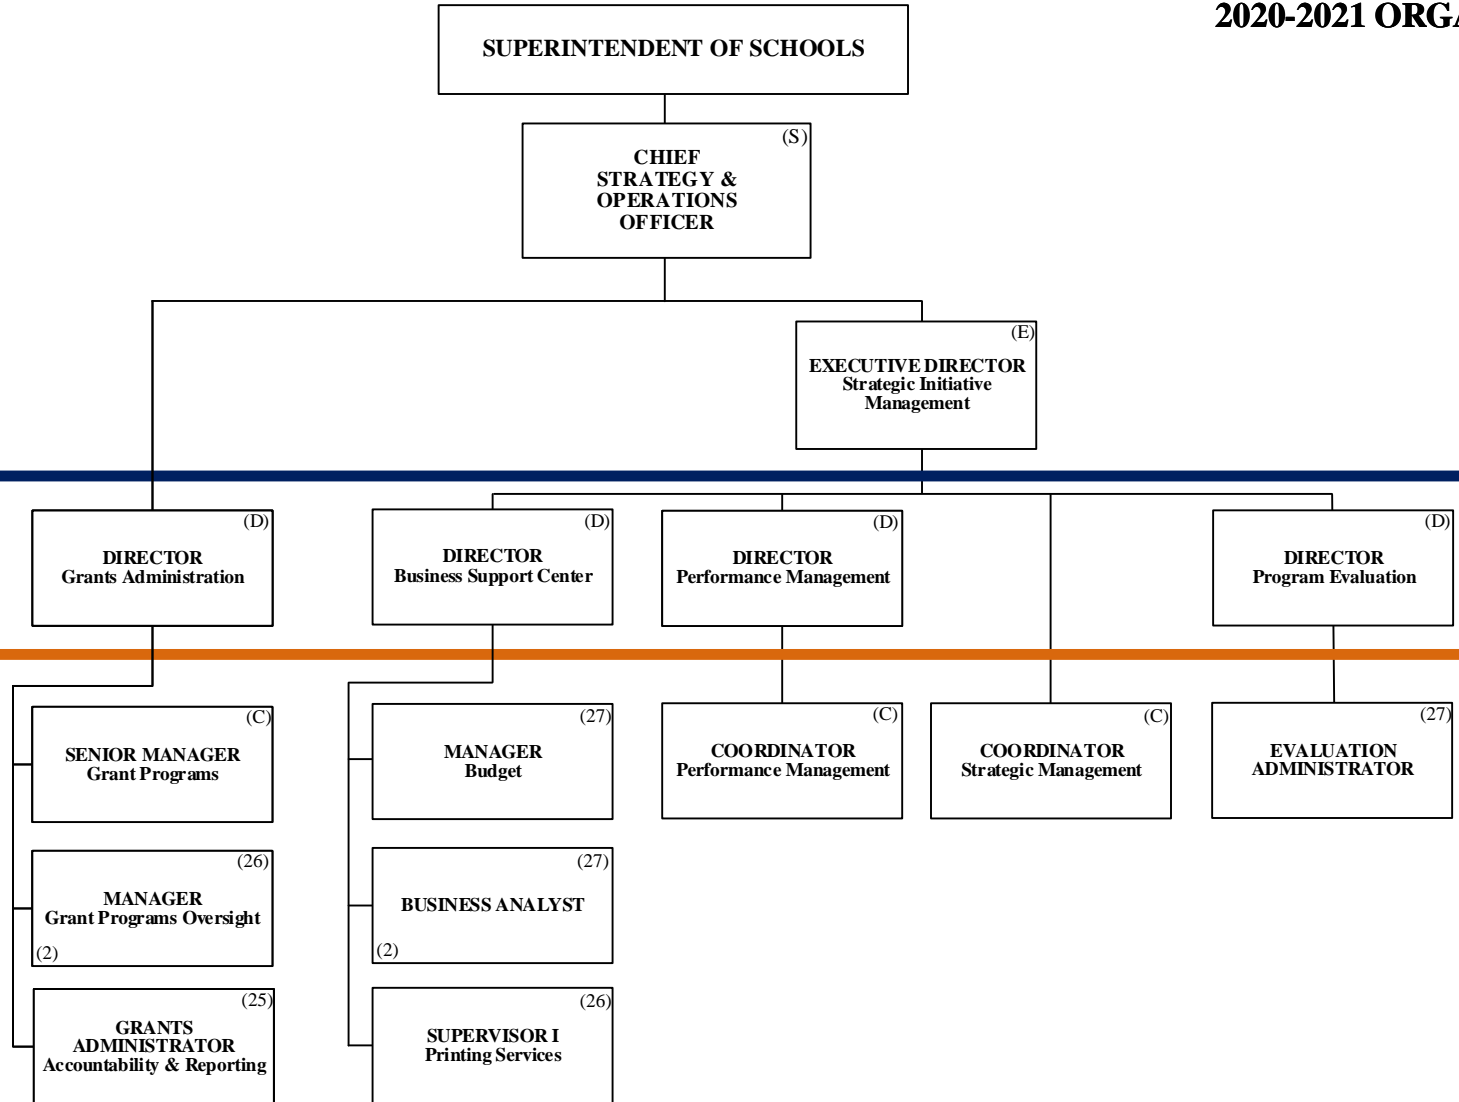 2020-2021 ORGA
SUPERINTENDENT OF SCHOOLS
(S)
CHIEF
STRATEGY &
OPERATIONS
OFFICER
(E)
EXECUTIVE DIRECTOR
Strategic Initiative
Management
(D)
DIRECTOR
Grants Administration
(D)
DIRECTOR
Business Support Center
(D)
DIRECTOR
Performance Management
(D)
DIRECTOR
Program Evaluation
(C)
SENIOR MANAGER
Grant Programs
(27)
MANAGER
Budget
(C)
COORDINATOR
Performance Management
(C)
COORDINATOR
Strategic Management
(27)
EVALUATION
ADMINISTRATOR
(26)
MANAGER
Grant Programs Oversight
(2)
(27)
BUSINESS ANALYST
(2)
(25)
GRANTS
ADMINISTRATOR
Accountability & Reporting
(26)
SUPERVISOR I
Printing Services